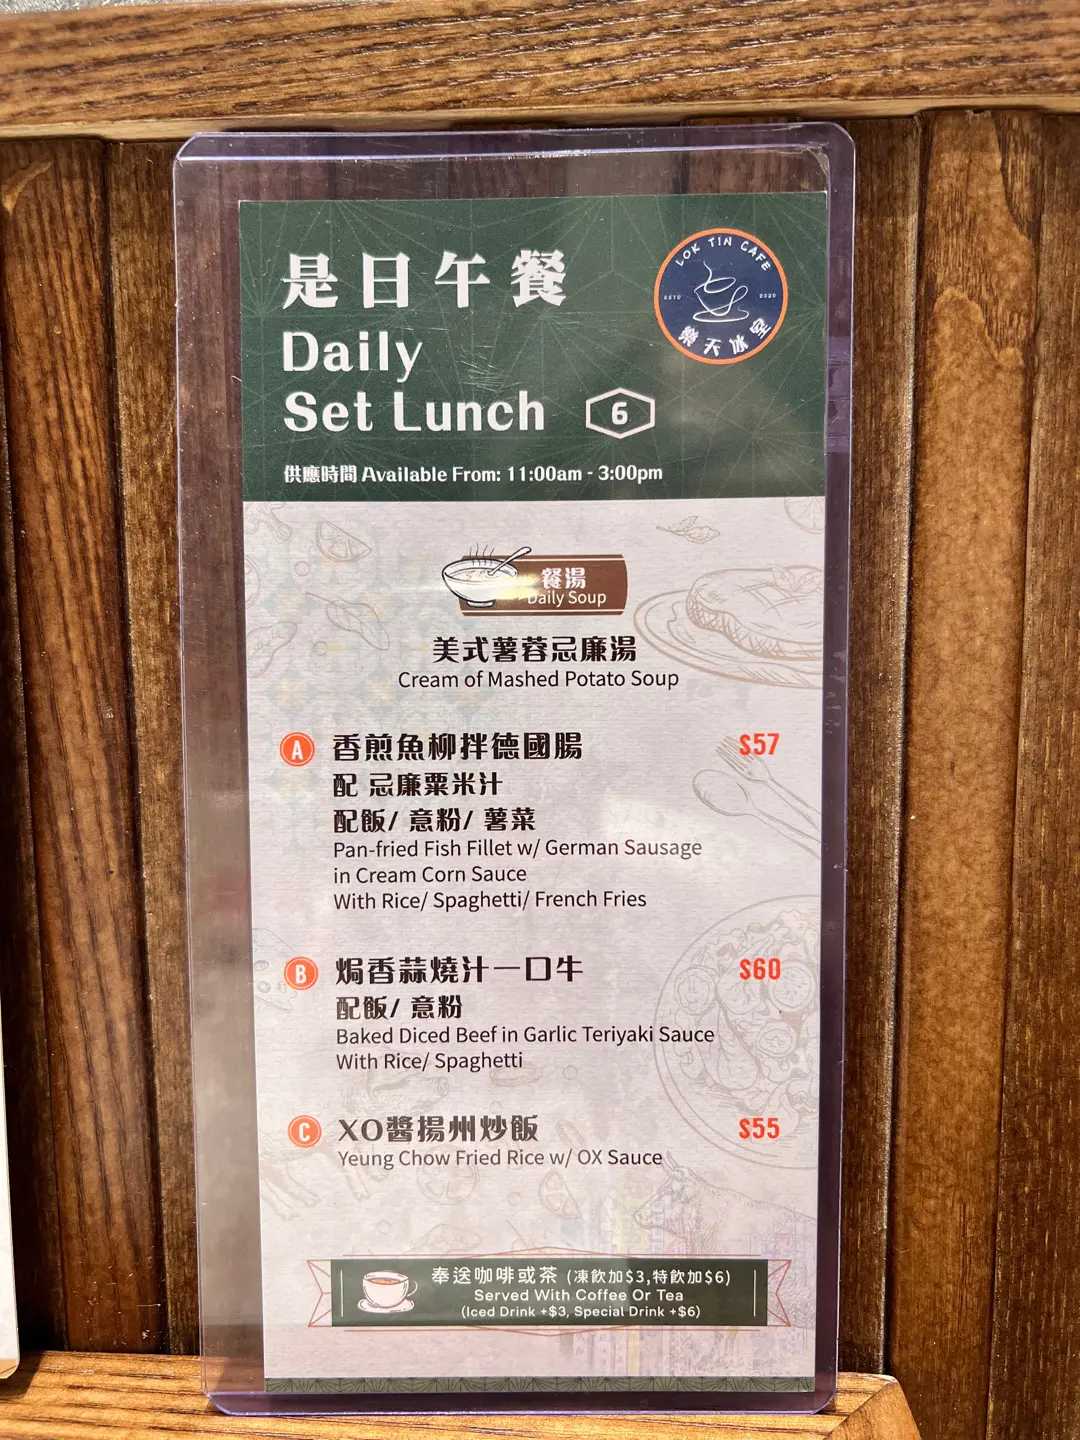 是日午餐
Daily
Set Lunch 6
供應時間 Available From: 11:00am - 3:00pm
LOK TIN CAFE
ESTD 2020
樂天冰室
餐湯
Daily Soup
美式薯蓉忌廉湯
Cream of Mashed Potato Soup
A 香煎魚柳拌德國腸 $57
配 忌廉粟米汁
配飯/ 意粉/ 薯菜
Pan-fried Fish Fillet w/ German Sausage
in Cream Corn Sauce
With Rice/ Spaghetti/ French Fries
B 焗香蒜燒汁一口牛 $60
配飯/ 意粉
Baked Diced Beef in Garlic Teriyaki Sauce
With Rice/ Spaghetti
C XO醬揚州炒飯 $55
Yeung Chow Fried Rice w/ OX Sauce
奉送咖啡或茶 (凍飲加$3,特飲加$6)
Served With Coffee Or Tea
(Iced Drink +$3, Special Drink +$6)